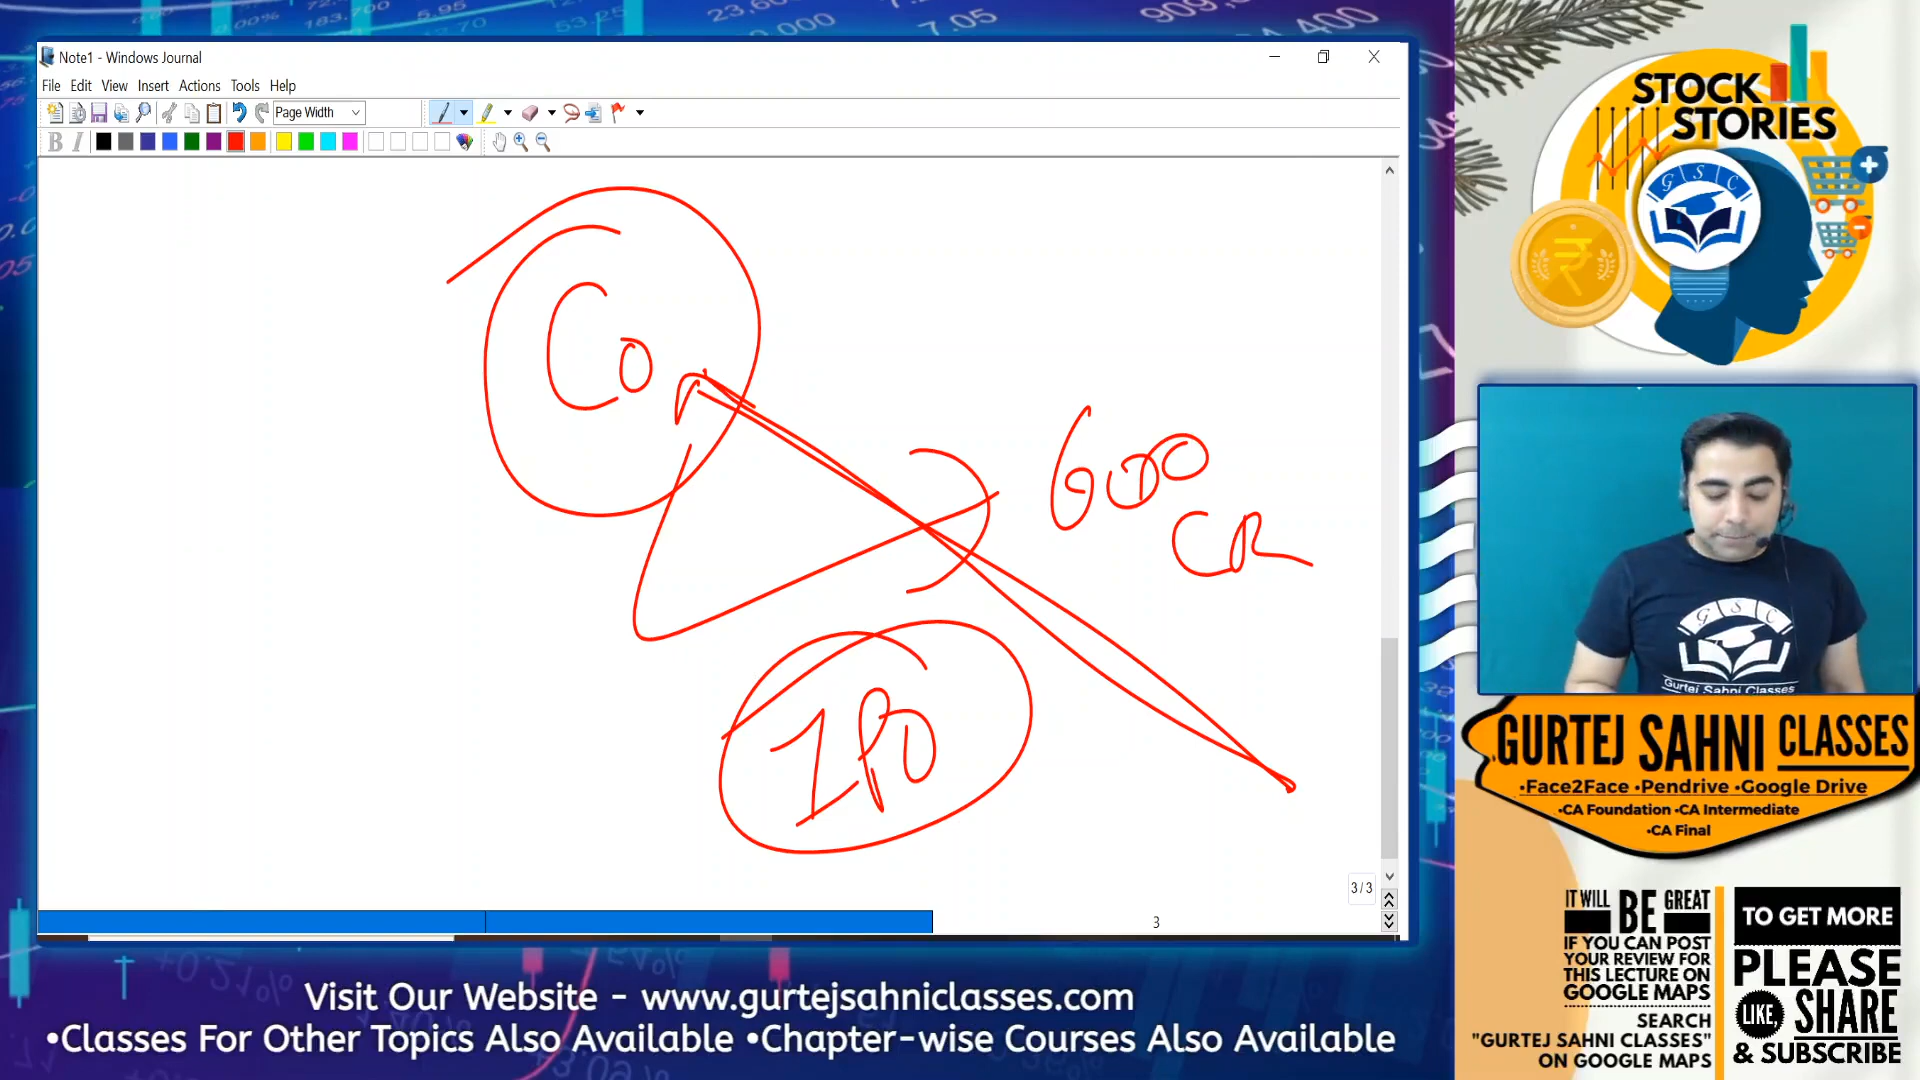 Note1 - Windows Journal
File Edit View Insert Actions Tools Help
Page Width
B I
Co
600
CR
IPO
3 / 3
3
STOCK
STORIES
G S C
G S C
Gurtej Sahni Classes
GURTEJ SAHNI CLASSES
•Face2Face •Pendrive •Google Drive
•CA Foundation •CA Intermediate
•CA Final
IT WILL BE GREAT
IF YOU CAN POST
YOUR REVIEW FOR
THIS LECTURE ON
GOOGLE MAPS
SEARCH
"GURTEJ SAHNI CLASSES"
ON GOOGLE MAPS
TO GET MORE
PLEASE
LIKE, SHARE
& SUBSCRIBE
Visit Our Website - www.gurtejsahniclasses.com
•Classes For Other Topics Also Available •Chapter-wise Courses Also Available